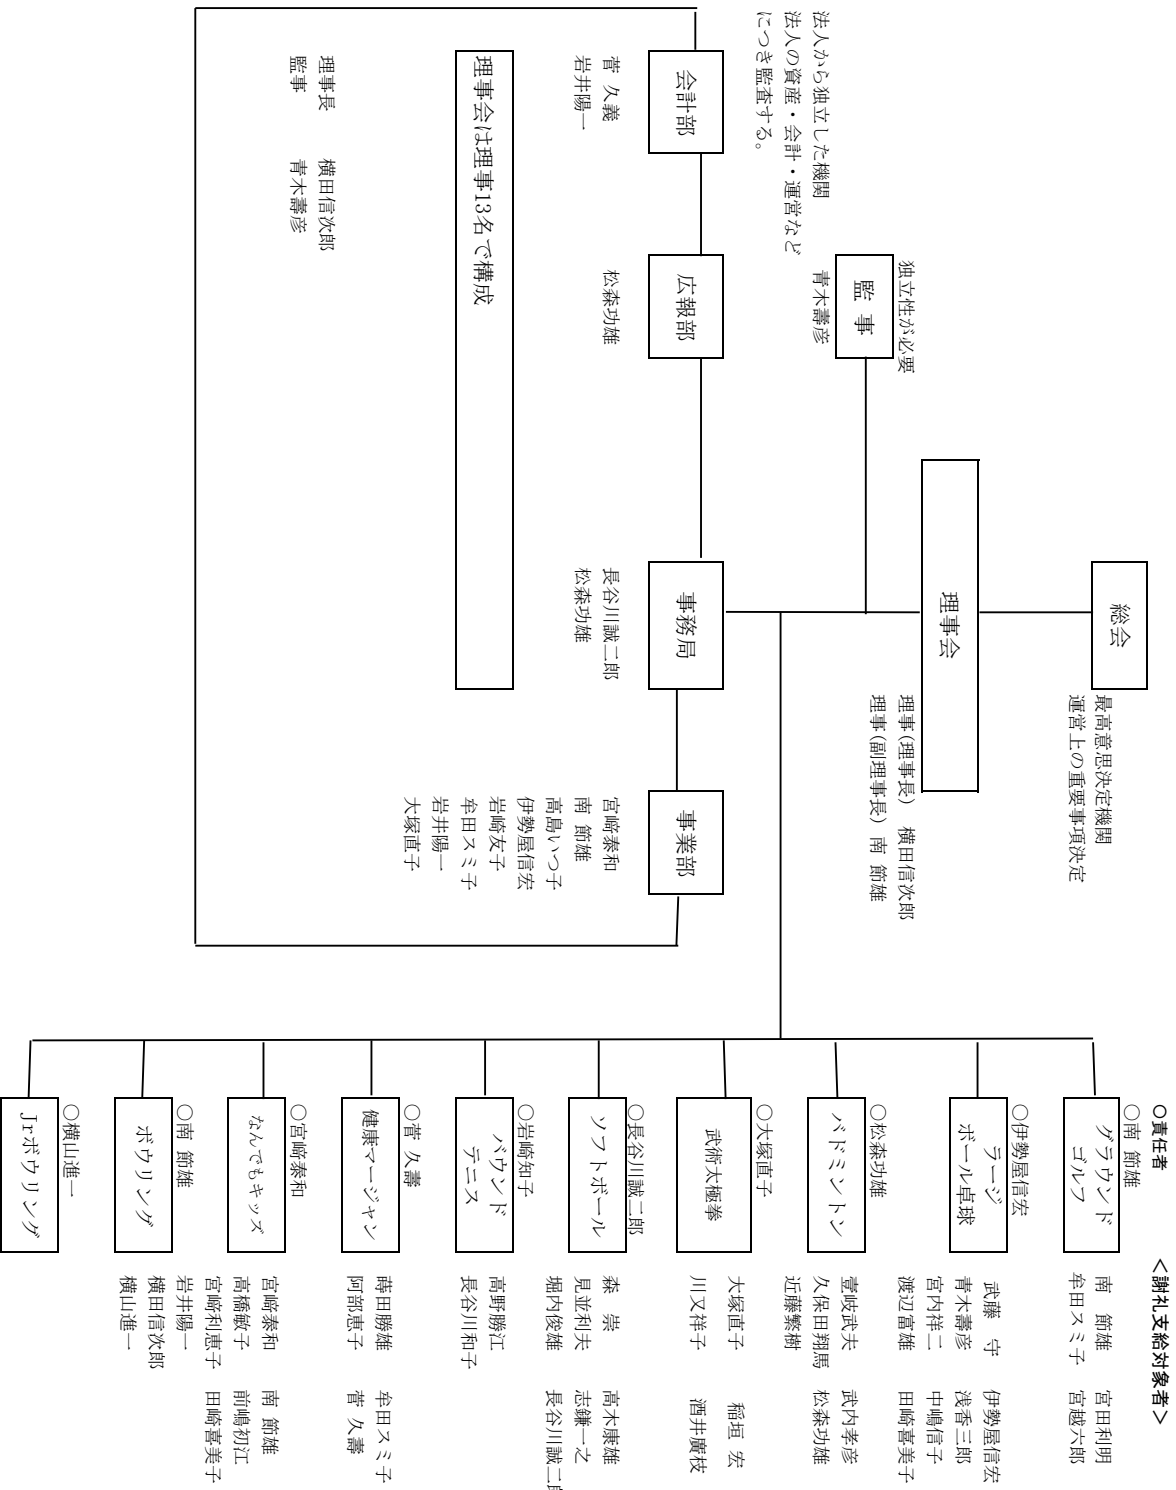 総会
最高意思決定機関
運営上の重要事項決定
理事会
理事(理事長) 横田信次郎
理事(副理事長) 南 節雄
独立性が必要
監 事
青木壽彦
法人から独立した機関
法人の資産・会計・運営など
につき監査する。
会計部
菅 久義
岩井陽一
広報部
松森功雄
事務局
長谷川誠二郎
松森功雄
事業部
宮﨑泰和
南 節雄
高島いつ子
伊勢屋信宏
岩崎友子
牟田スミ子
岩井陽一
大塚直子
理事会は理事13名で構成
理事長 横田信次郎
監事 青木壽彦
○責任者 <謝礼支給対象者>
○南 節雄
グラウンド
ゴルフ
南 節雄 宮田利明
牟田スミ子 宮越六郎
○伊勢屋信宏
ラージ
ボール卓球
武藤 守 伊勢屋信宏
青木壽彦 浅香三郎
宮内祥二 中嶋信子
渡辺富雄 田崎喜美子
○松森功雄
バドミントン
壹岐武夫 武内孝彦
久保田翔馬 松森功雄
近藤繁樹
○大塚直子
武術太極拳
大塚直子 稲垣 宏
川又祥子 酒井廣枝
○長谷川誠二郎
ソフトボール
森 崇 高木康雄
見並利夫 志鎌一之
堀内俊雄 長谷川誠二郎
○岩崎知子
バウンド
テニス
高野勝江
長谷川和子
○菅 久壽
健康マージャン
蒔田勝雄 牟田スミ子
阿部恵子 菅 久壽
○宮﨑泰和
なんでもキッズ
宮﨑泰和 南 節雄
高橋敏子 前嶋初江
宮﨑利恵子 田崎喜美子
○南 節雄
ボウリング
岩井陽一
横田信次郎
横山進一
○横山進一
Jrボウリング